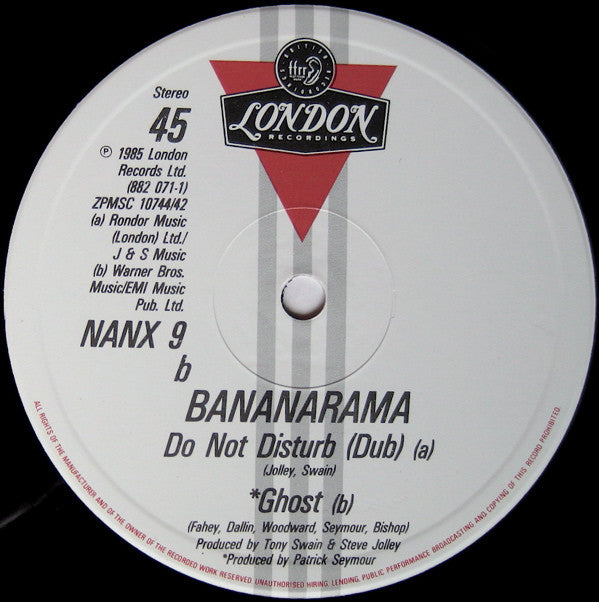 BRITISH
ffrr
RECORDINGS
LONDON
RECORDINGS
Stereo
45
℗ 1985 London
Records Ltd.
(882 071-1)
ZPMSC 10744/42
(a) Rondor Music
(London) Ltd./
J & S Music
(b) Warner Bros.
Music/EMI Music
Pub. Ltd.
NANX 9
b
BANANARAMA
Do Not Disturb (Dub) (a)
(Jolley, Swain)
*Ghost (b)
(Fahey, Dallin, Woodward, Seymour, Bishop)
Produced by Tony Swain & Steve Jolley
*Produced by Patrick Seymour
ALL RIGHTS OF THE MANUFACTURER AND OF THE OWNER OF THE RECORDED WORK RESERVED. UNAUTHORISED HIRING, LENDING, PUBLIC PERFORMANCE BROADCASTING AND COPYING OF THIS RECORD PROHIBITED.